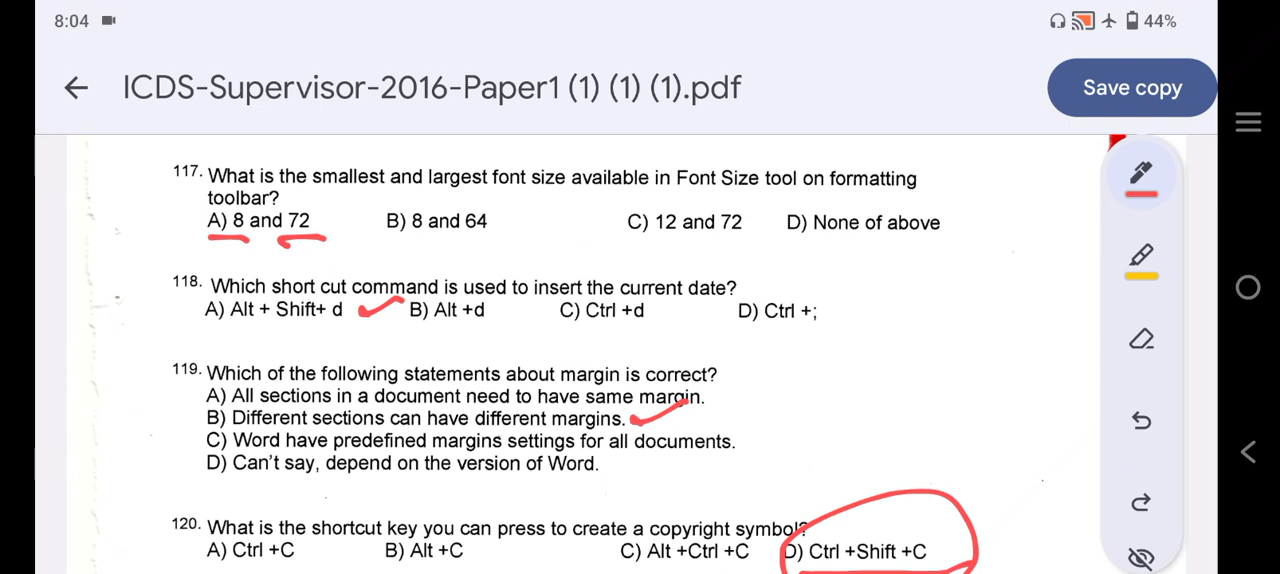 8:04
44%
ICDS-Supervisor-2016-Paper1 (1) (1) (1).pdf
Save copy
117. What is the smallest and largest font size available in Font Size tool on formatting
toolbar?
A) 8 and 72 B) 8 and 64 C) 12 and 72 D) None of above
118. Which short cut command is used to insert the current date?
A) Alt + Shift+ d B) Alt +d C) Ctrl +d D) Ctrl +;
119. Which of the following statements about margin is correct?
A) All sections in a document need to have same margin.
B) Different sections can have different margins.
C) Word have predefined margins settings for all documents.
D) Can't say, depend on the version of Word.
120. What is the shortcut key you can press to create a copyright symbol?
A) Ctrl +C B) Alt +C C) Alt +Ctrl +C D) Ctrl +Shift +C